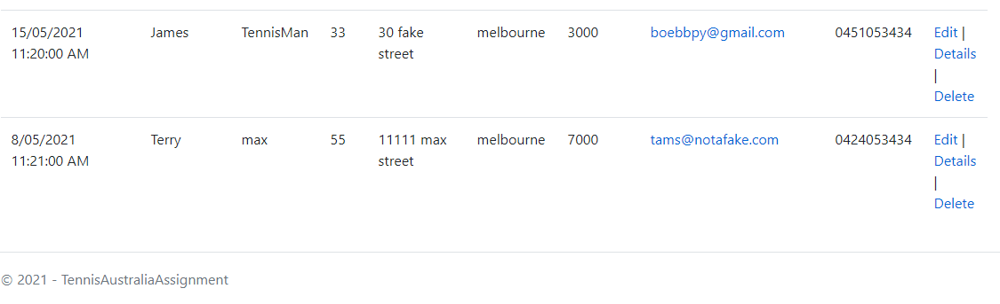 15/05/2021 James TennisMan 33 30 fake melbourne 3000 boebbpy@gmail.com 0451053434 Edit |
11:20:00 AM street Details
|
Delete
8/05/2021 Terry max 55 11111 max melbourne 7000 tams@notafake.com 0424053434 Edit |
11:21:00 AM street Details
|
Delete
© 2021 - TennisAustraliaAssignment